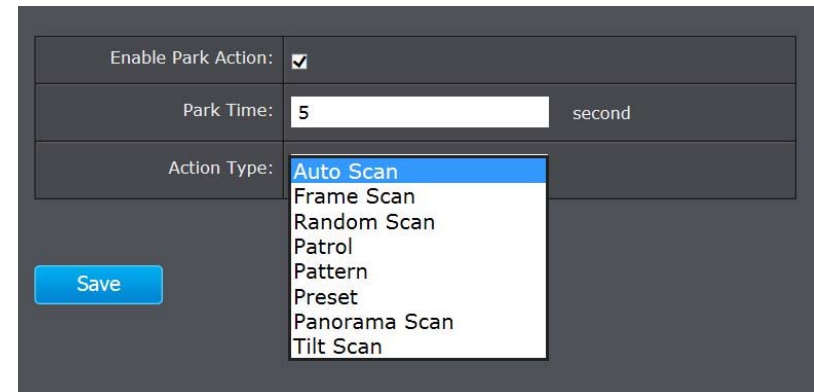 Enable Park Action:
Park Time: 5 second
Action Type: Auto Scan
Frame Scan
Random Scan
Patrol
Pattern
Preset
Panorama Scan
Tilt Scan
Save